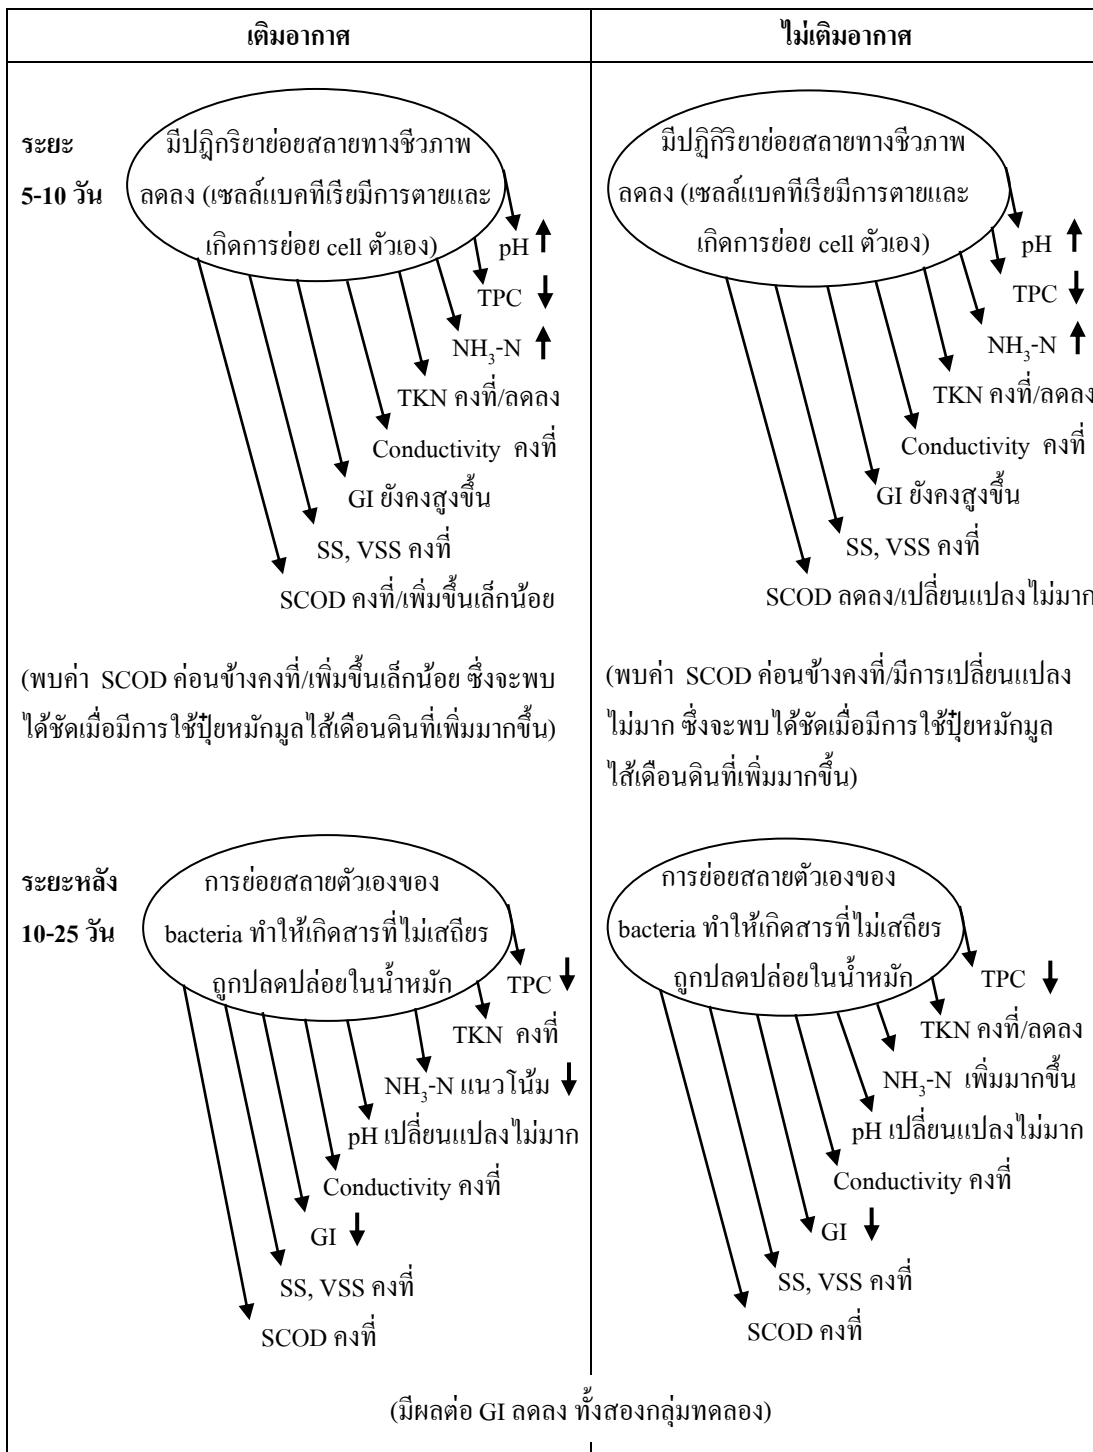 เติมอากาศ
ไม่เติมอากาศ
ระยะ
5-10 วัน
มีปฎิกริยาย่อยสลายทางชีวภาพ
ลดลง (เซลล์แบคทีเรียมีการตายและ
เกิดการย่อย cell ตัวเอง)
pH ↑
TPC ↓
NH₃-N ↑
TKN คงที่/ลดลง
Conductivity คงที่
GI ยังคงสูงขึ้น
SS, VSS คงที่
SCOD คงที่/เพิ่มขึ้นเล็กน้อย
(พบค่า SCOD ค่อนข้างคงที่/เพิ่มขึ้นเล็กน้อย ซึ่งจะพบ
ได้ชัดเมื่อมีการใช้ปุ๋ยหมักมูลไส้เดือนดินที่เพิ่มมากขึ้น)
มีปฏิกิริยาย่อยสลายทางชีวภาพ
ลดลง (เซลล์แบคทีเรียมีการตายและ
เกิดการย่อย cell ตัวเอง)
pH ↑
TPC ↓
NH₃-N ↑
TKN คงที่/ลดลง
Conductivity คงที่
GI ยังคงสูงขึ้น
SS, VSS คงที่
SCOD ลดลง/เปลี่ยนแปลงไม่มาก
(พบค่า SCOD ค่อนข้างคงที่/มีการเปลี่ยนแปลง
ไม่มาก ซึ่งจะพบได้ชัดเมื่อมีการใช้ปุ๋ยหมักมูล
ไส้เดือนดินที่เพิ่มมากขึ้น)
ระยะหลัง
10-25 วัน
การย่อยสลายตัวเองของ
bacteria ทำให้เกิดสารที่ไม่เสถียร
ถูกปลดปล่อยในน้ำหมัก
TPC ↓
TKN คงที่
NH₃-N แนวโน้ม ↓
pH เปลี่ยนแปลงไม่มาก
Conductivity คงที่
GI ↓
SS, VSS คงที่
SCOD คงที่
การย่อยสลายตัวเองของ
bacteria ทำให้เกิดสารที่ไม่เสถียร
ถูกปลดปล่อยในน้ำหมัก
TPC ↓
TKN คงที่/ลดลง
NH₃-N เพิ่มมากขึ้น
pH เปลี่ยนแปลงไม่มาก
Conductivity คงที่
GI ↓
SS, VSS คงที่
SCOD คงที่
(มีผลต่อ GI ลดลง ทั้งสองกลุ่มทดลอง)